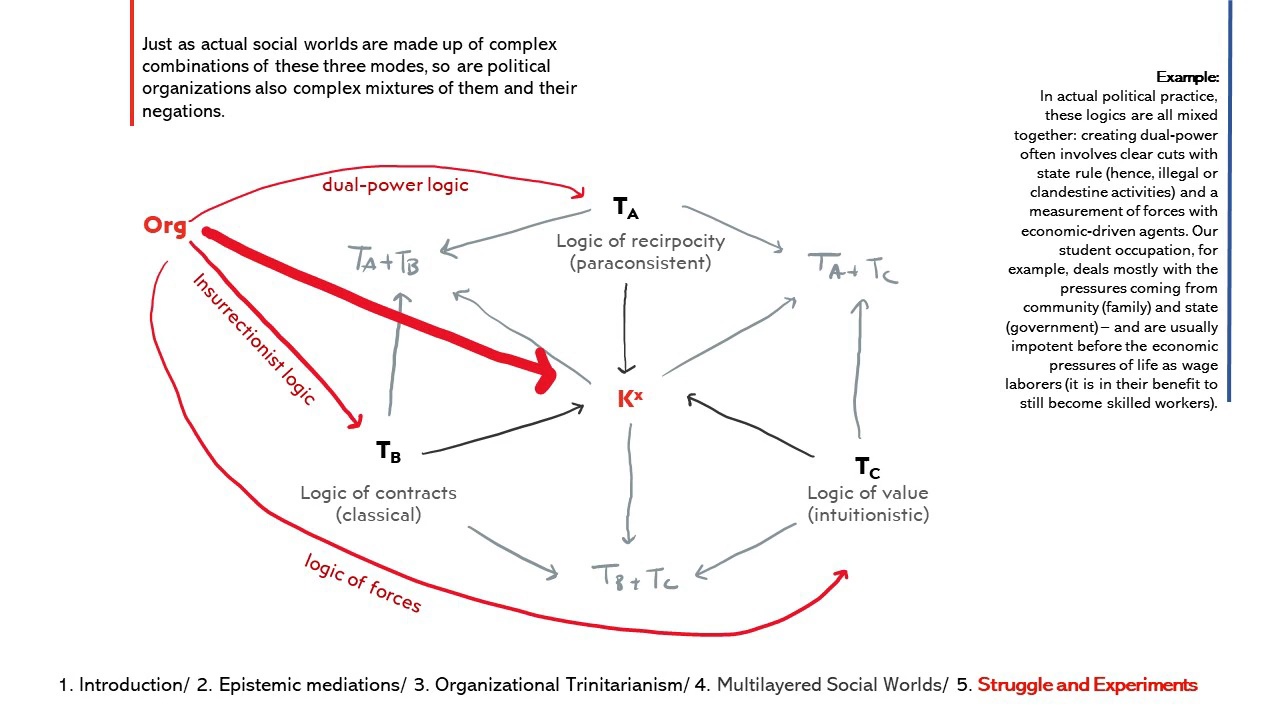 Just as actual social worlds are made up of complex
combinations of these three modes, so are political
organizations also complex mixtures of them and their
negations.
Example:
In actual political practice,
these logics are all mixed
together: creating dual-power
often involves clear cuts with
state rule (hence, illegal or
clandestine activities) and a
measurement of forces with
economic-driven agents. Our
student occupation, for
example, deals mostly with the
pressures coming from
community (family) and state
(government) – and are usually
impotent before the economic
pressures of life as wage
laborers (it is in their benefit to
still become skilled workers).
dual-power logic
Org
TA
Logic of recirpocity
(paraconsistent)
TA+TB
TA+TC
Insurrectionist logic
Kx
TB
Logic of contracts
(classical)
TC
Logic of value
(intuitionistic)
TB+TC
logic of forces
1. Introduction/ 2. Epistemic mediations/ 3. Organizational Trinitarianism/ 4. Multilayered Social Worlds/ 5. Struggle and Experiments